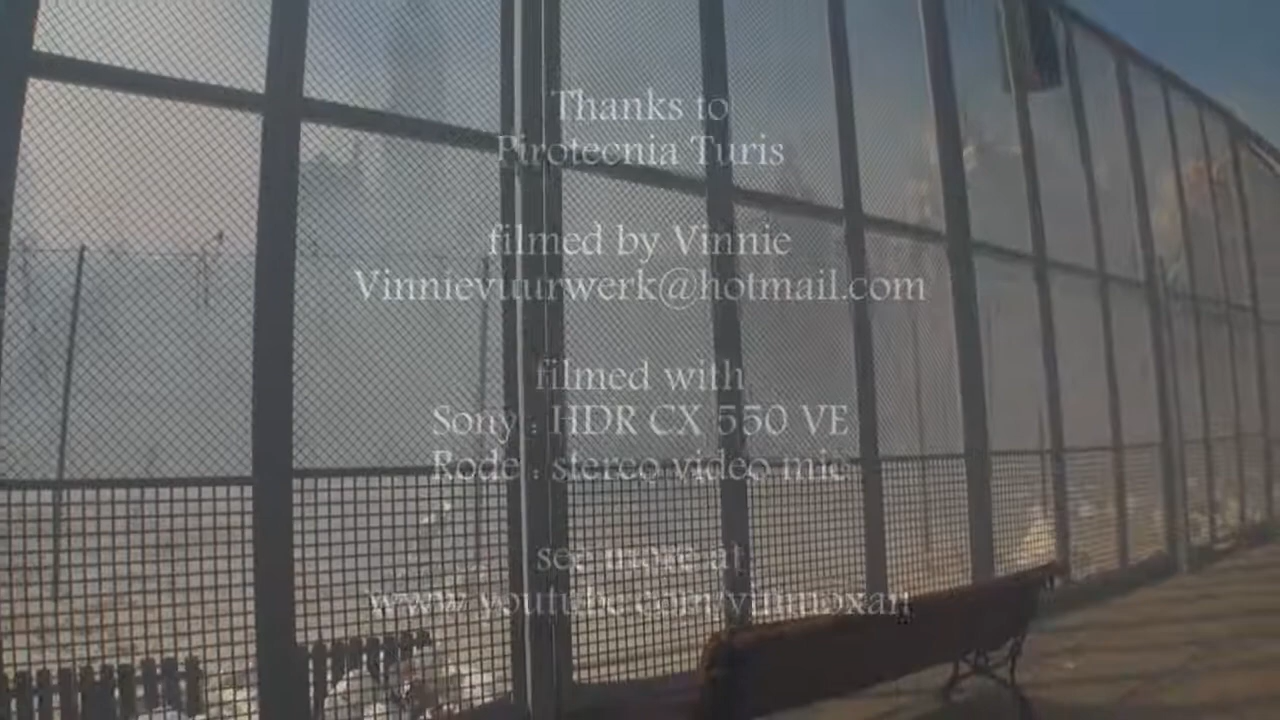 Thanks to
Pirotecnia Turis
filmed by Vinnie
Vinnievuurwerk@hotmail.com
filmed with
Sony : HDR CX 550 VE
Rode : stereo video mic
see more at